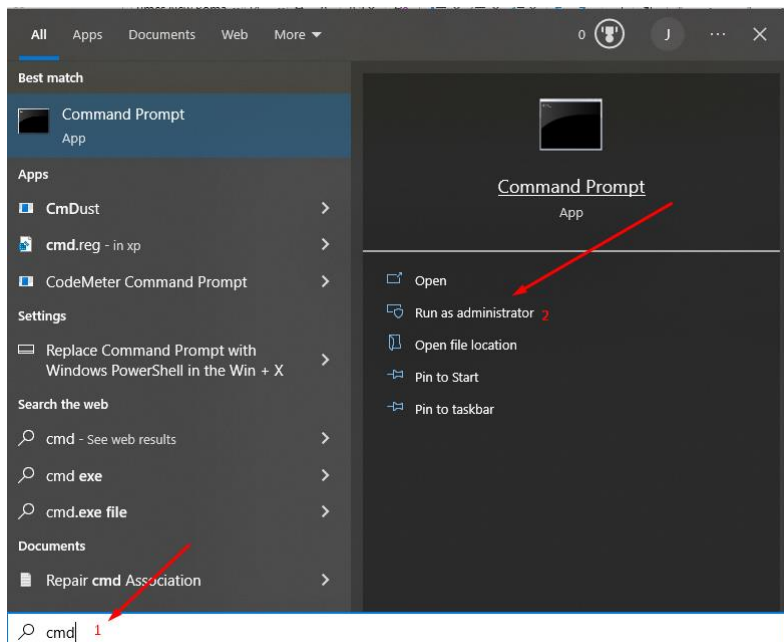 All Apps Documents Web More 0 J ...
Best match
Command Prompt
App
Apps
CmDust
cmd.reg - in xp
CodeMeter Command Prompt
Settings
Replace Command Prompt with
Windows PowerShell in the Win + X
Search the web
cmd - See web results
cmd exe
cmd.exe file
Documents
Repair cmd Association
cmd 1
Command Prompt
App
Open
Run as administrator 2
Open file location
Pin to Start
Pin to taskbar